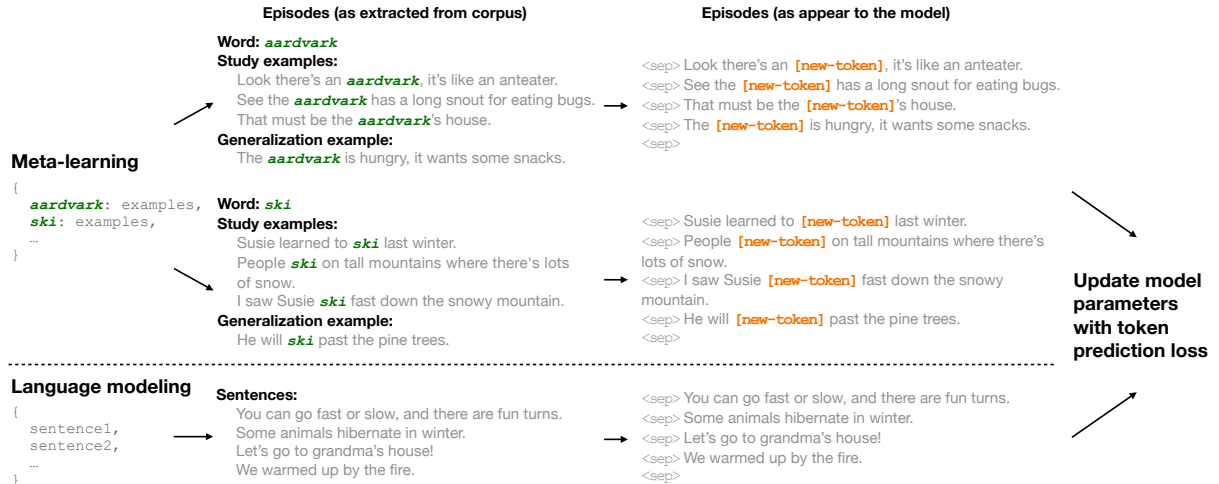 Episodes (as extracted from corpus)
Episodes (as appear to the model)
Meta-learning
{
aardvark: examples,
ski: examples,
…
}
Word: aardvark
Study examples:
Look there's an aardvark, it's like an anteater.
See the aardvark has a long snout for eating bugs.
That must be the aardvark's house.
Generalization example:
The aardvark is hungry, it wants some snacks.
<sep> Look there's an [new-token], it's like an anteater.
<sep> See the [new-token] has a long snout for eating bugs.
<sep> That must be the [new-token]'s house.
<sep> The [new-token] is hungry, it wants some snacks.
<sep>
Word: ski
Study examples:
Susie learned to ski last winter.
People ski on tall mountains where there's lots
of snow.
I saw Susie ski fast down the snowy mountain.
Generalization example:
He will ski past the pine trees.
<sep> Susie learned to [new-token] last winter.
<sep> People [new-token] on tall mountains where there's
lots of snow.
<sep> I saw Susie [new-token] fast down the snowy
mountain.
<sep> He will [new-token] past the pine trees.
<sep>
Update model
parameters
with token
prediction loss
Language modeling
{
sentence1,
sentence2,
…
}
Sentences:
You can go fast or slow, and there are fun turns.
Some animals hibernate in winter.
Let's go to grandma's house!
We warmed up by the fire.
<sep> You can go fast or slow, and there are fun turns.
<sep> Some animals hibernate in winter.
<sep> Let's go to grandma's house!
<sep> We warmed up by the fire.
<sep>